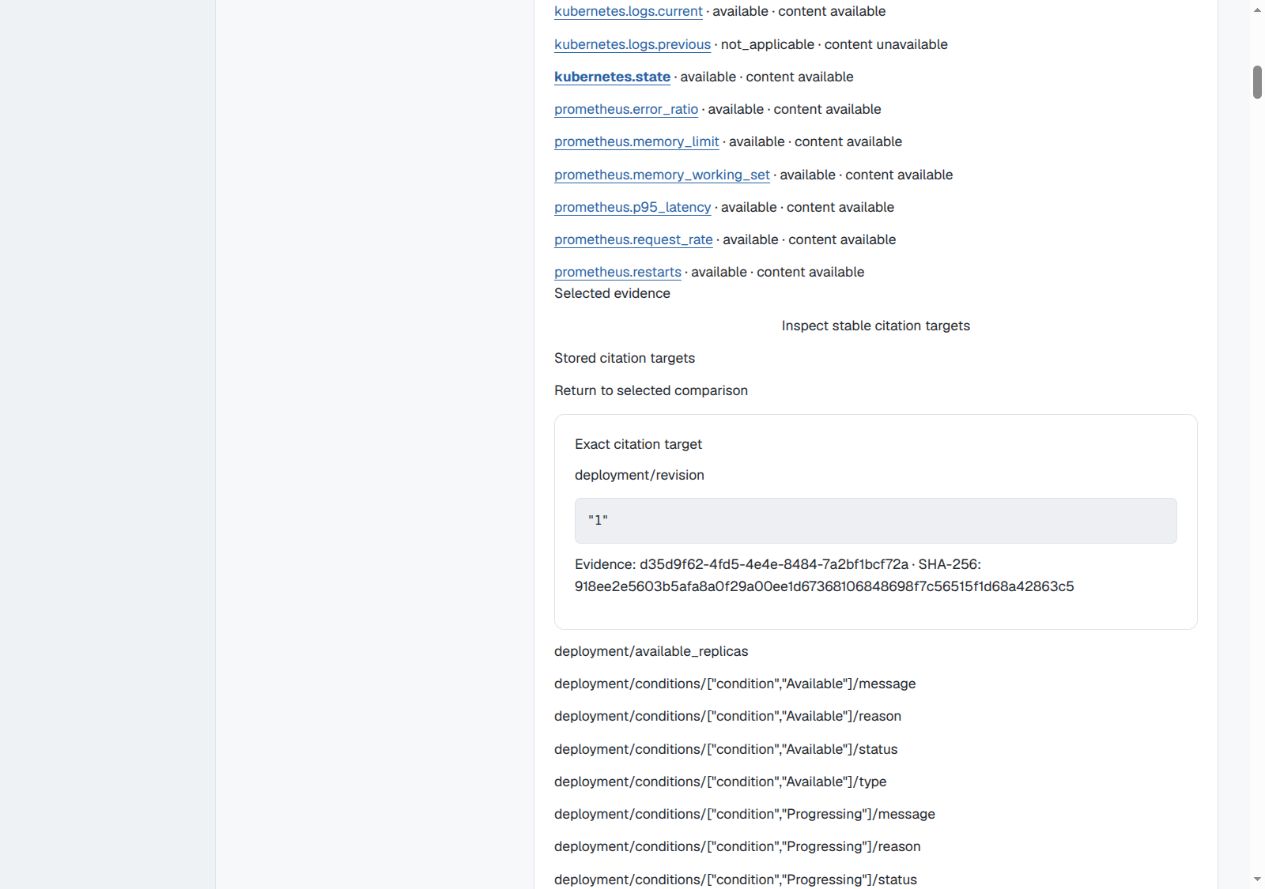 kubernetes.logs.current · available · content available
kubernetes.logs.previous · not_applicable · content unavailable
kubernetes.state · available · content available
prometheus.error_ratio · available · content available
prometheus.memory_limit · available · content available
prometheus.memory_working_set · available · content available
prometheus.p95_latency · available · content available
prometheus.request_rate · available · content available
prometheus.restarts · available · content available
Selected evidence
Inspect stable citation targets
Stored citation targets
Return to selected comparison
Exact citation target
deployment/revision
"1"
Evidence: d35d9f62-4fd5-4e4e-8484-7a2bf1bcf72a · SHA-256:
918ee2e5603b5afa8a0f29a00ee1d67368106848698f7c56515f1d68a42863c5
deployment/available_replicas
deployment/conditions/["condition","Available"]/message
deployment/conditions/["condition","Available"]/reason
deployment/conditions/["condition","Available"]/status
deployment/conditions/["condition","Available"]/type
deployment/conditions/["condition","Progressing"]/message
deployment/conditions/["condition","Progressing"]/reason
deployment/conditions/["condition","Progressing"]/status